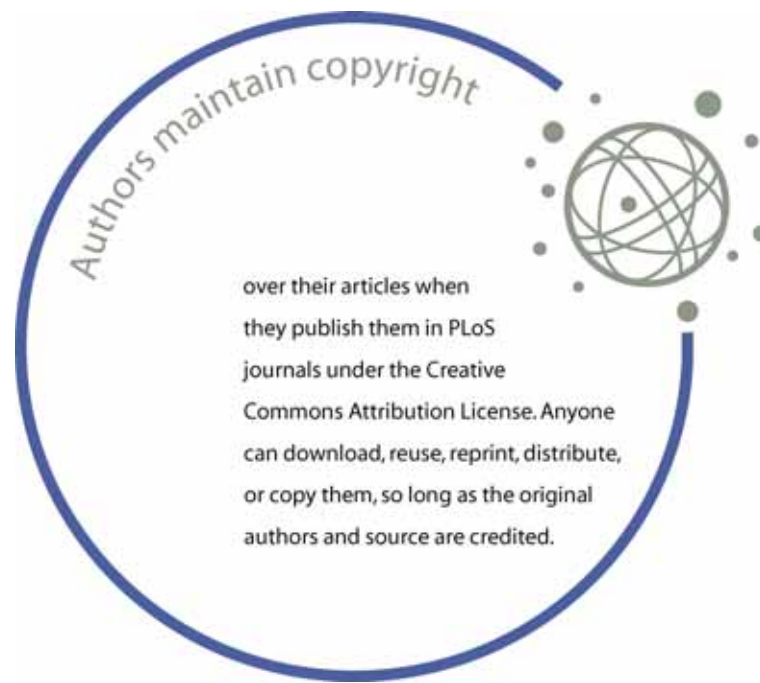 Authors maintain copyright
over their articles when
they publish them in PLoS
journals under the Creative
Commons Attribution License. Anyone
can download, reuse, reprint, distribute,
or copy them, so long as the original
authors and source are credited.